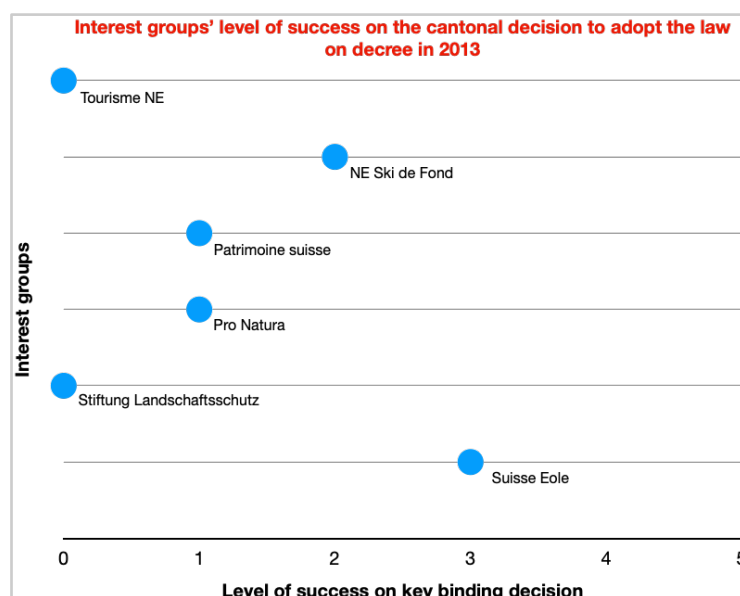 Interest groups' level of success on the cantonal decision to adopt the law
on decree in 2013
Tourisme NE
NE Ski de Fond
Patrimoine suisse
Pro Natura
Stiftung Landschaftsschutz
Suisse Eole
Interest groups
0 1 2 3 4 5
Level of success on key binding decision